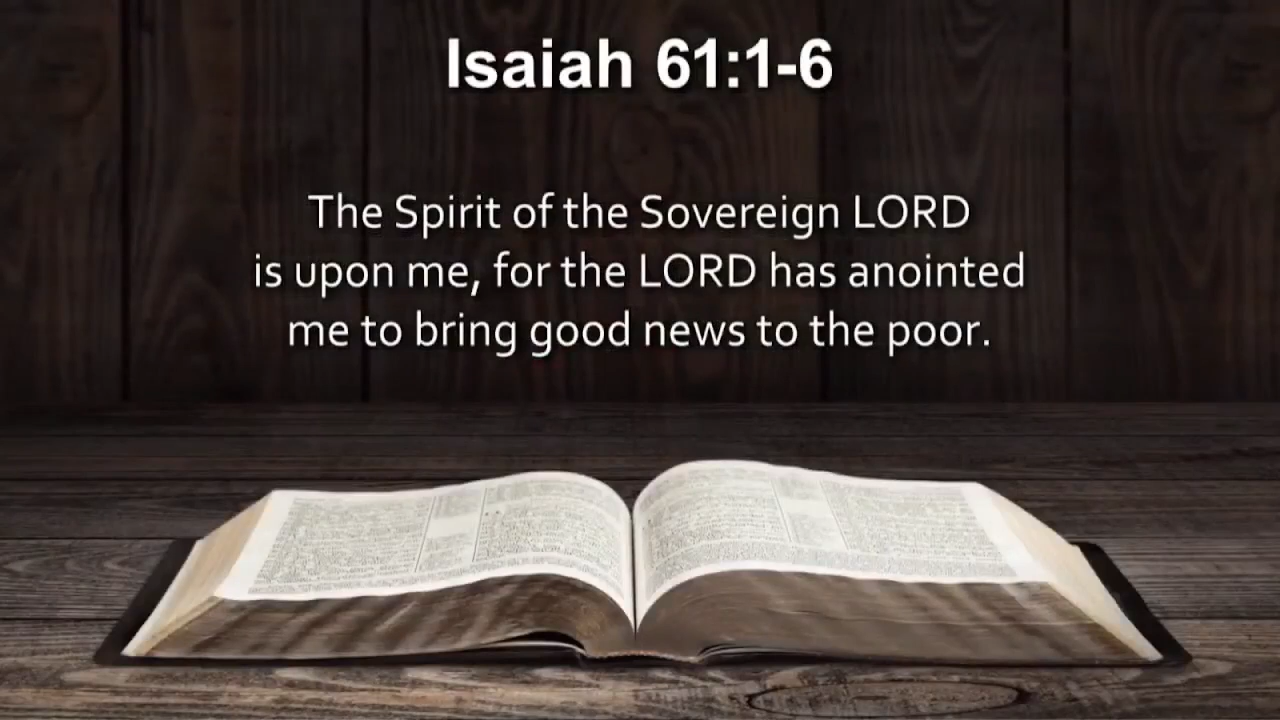 Isaiah 61:1-6
The Spirit of the Sovereign LORD
is upon me, for the LORD has anointed
me to bring good news to the poor.